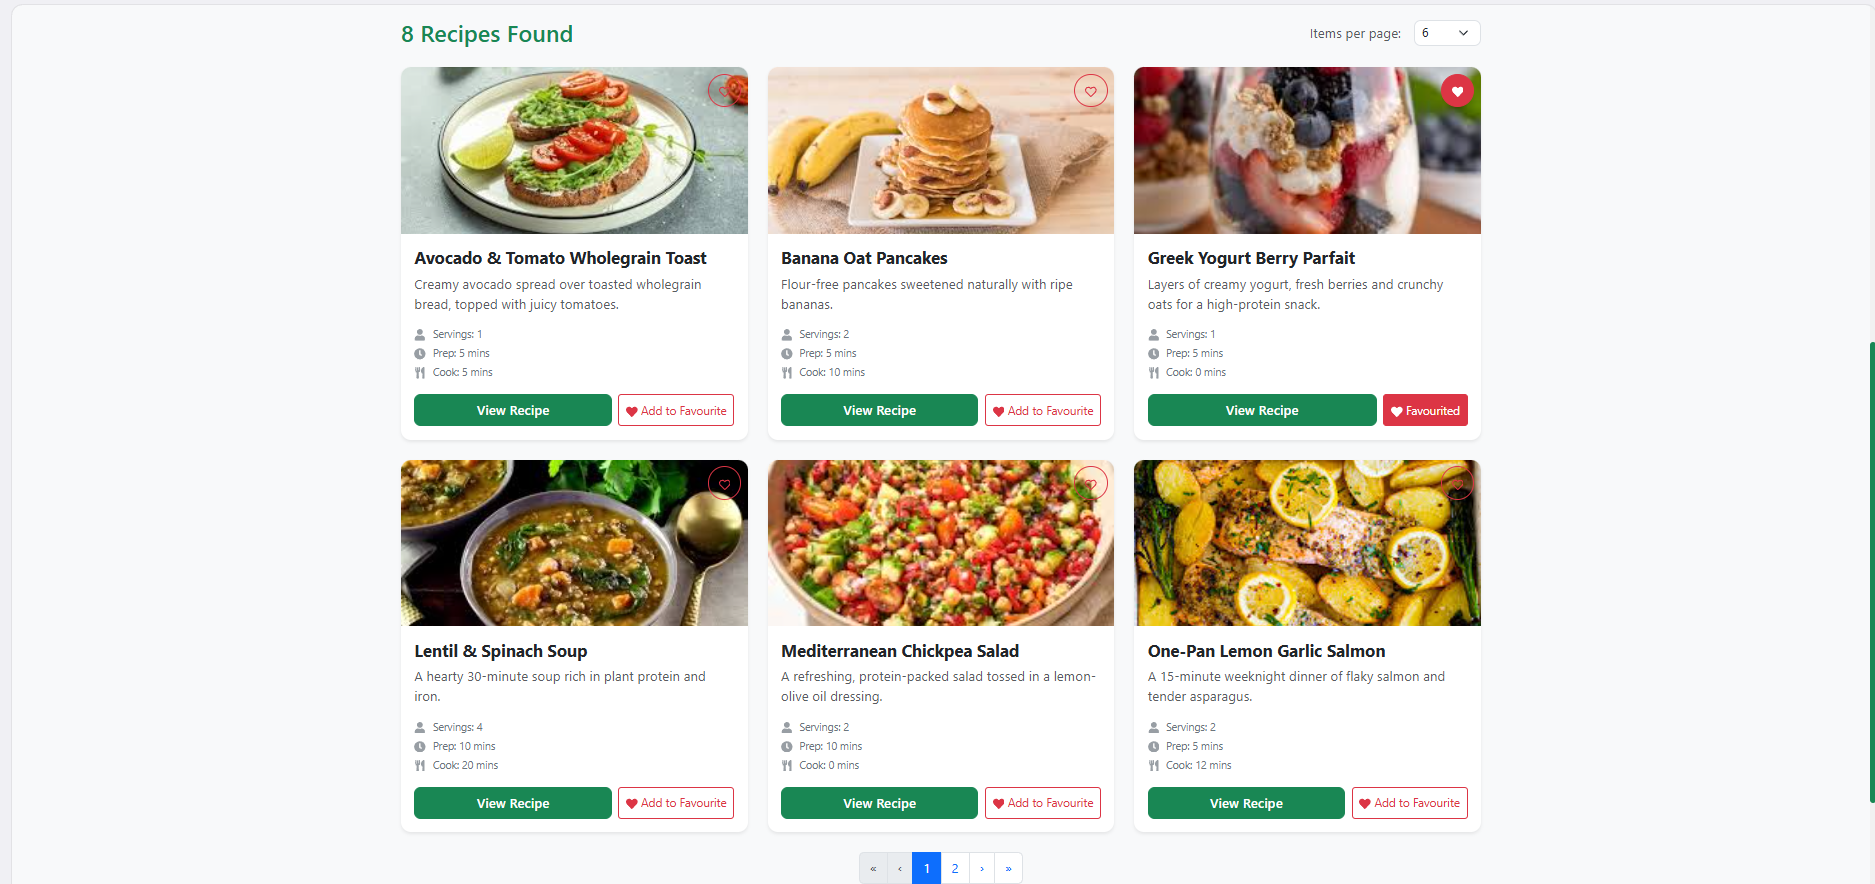 8 Recipes Found
Items per page: 6
Avocado & Tomato Wholegrain Toast
Creamy avocado spread over toasted wholegrain
bread, topped with juicy tomatoes.
Servings: 1
Prep: 5 mins
Cook: 5 mins
View Recipe
Add to Favourite
Banana Oat Pancakes
Flour-free pancakes sweetened naturally with ripe
bananas.
Servings: 2
Prep: 5 mins
Cook: 10 mins
View Recipe
Add to Favourite
Greek Yogurt Berry Parfait
Layers of creamy yogurt, fresh berries and crunchy
oats for a high-protein snack.
Servings: 1
Prep: 5 mins
Cook: 0 mins
View Recipe
Favourited
Lentil & Spinach Soup
A hearty 30-minute soup rich in plant protein and
iron.
Servings: 4
Prep: 10 mins
Cook: 20 mins
View Recipe
Add to Favourite
Mediterranean Chickpea Salad
A refreshing, protein-packed salad tossed in a lemon-
olive oil dressing.
Servings: 2
Prep: 10 mins
Cook: 0 mins
View Recipe
Add to Favourite
One-Pan Lemon Garlic Salmon
A 15-minute weeknight dinner of flaky salmon and
tender asparagus.
Servings: 2
Prep: 5 mins
Cook: 12 mins
View Recipe
Add to Favourite
« ‹ 1 2 › »